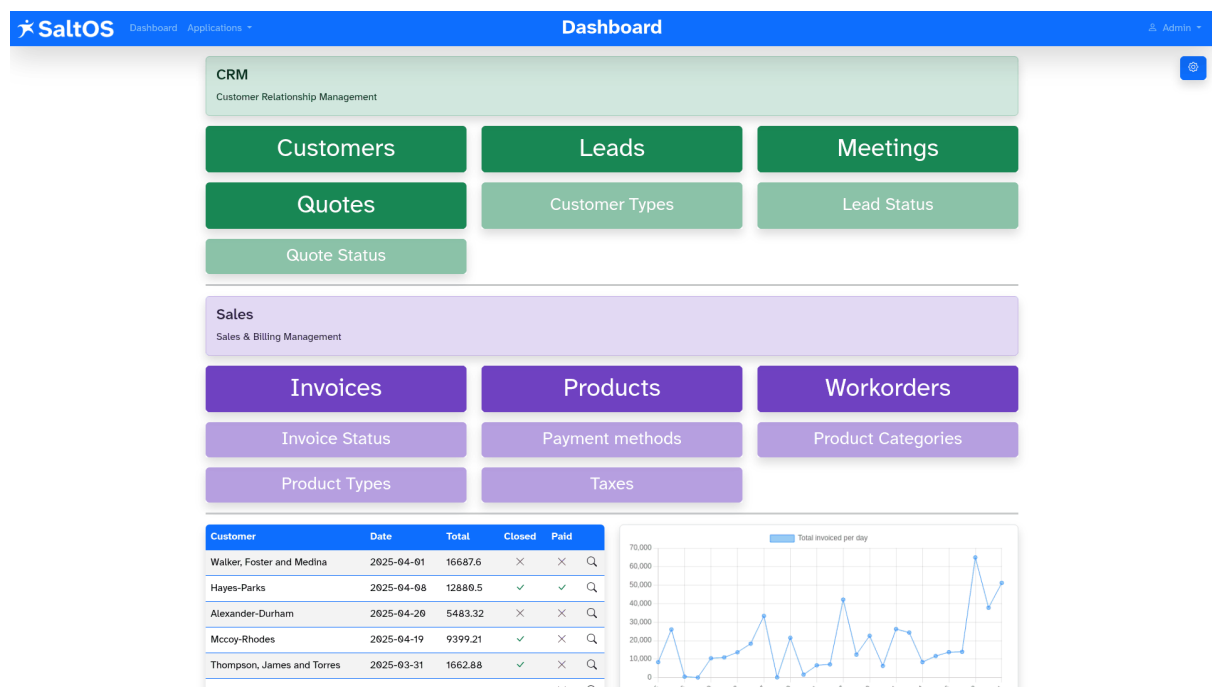 SaltOS Dashboard Applications Dashboard Admin
CRM
Customer Relationship Management
Customers Leads Meetings
Quotes Customer Types Lead Status
Quote Status
Sales
Sales & Billing Management
Invoices Products Workorders
Invoice Status Payment methods Product Categories
Product Types Taxes
Customer Date Total Closed Paid
Walker, Foster and Medina 2025-04-01 16687.6
Hayes-Parks 2025-04-08 12880.5
Alexander-Durham 2025-04-20 5483.32
Mccoy-Rhodes 2025-04-19 9399.21
Thompson, James and Torres 2025-03-31 1662.88
Total invoiced per day
70,000
60,000
50,000
40,000
30,000
20,000
10,000
0